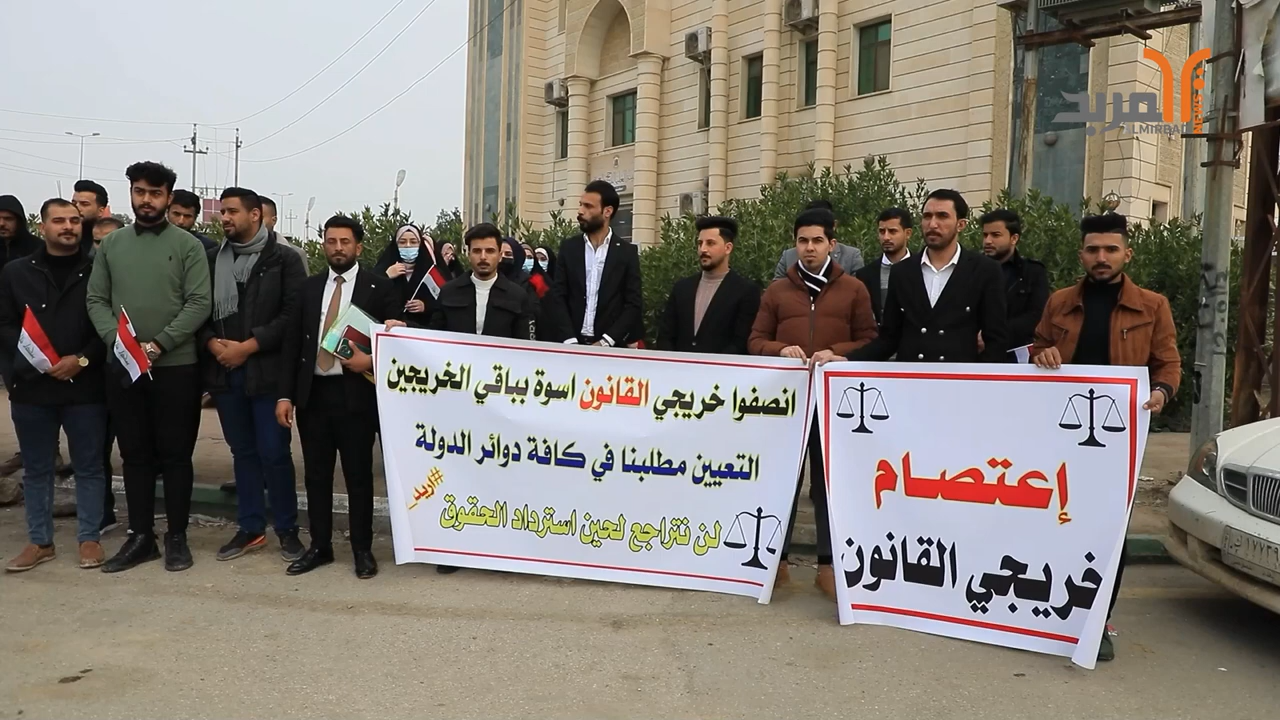 المربد
ALMIRBAD
انصفوا خريجي القانون اسوة بباقي الخريجين
التعيين مطلبنا في كافة دوائر الدولة
لن نتراجع لحين استرداد الحقوق
إعتصام
خريجي القانون